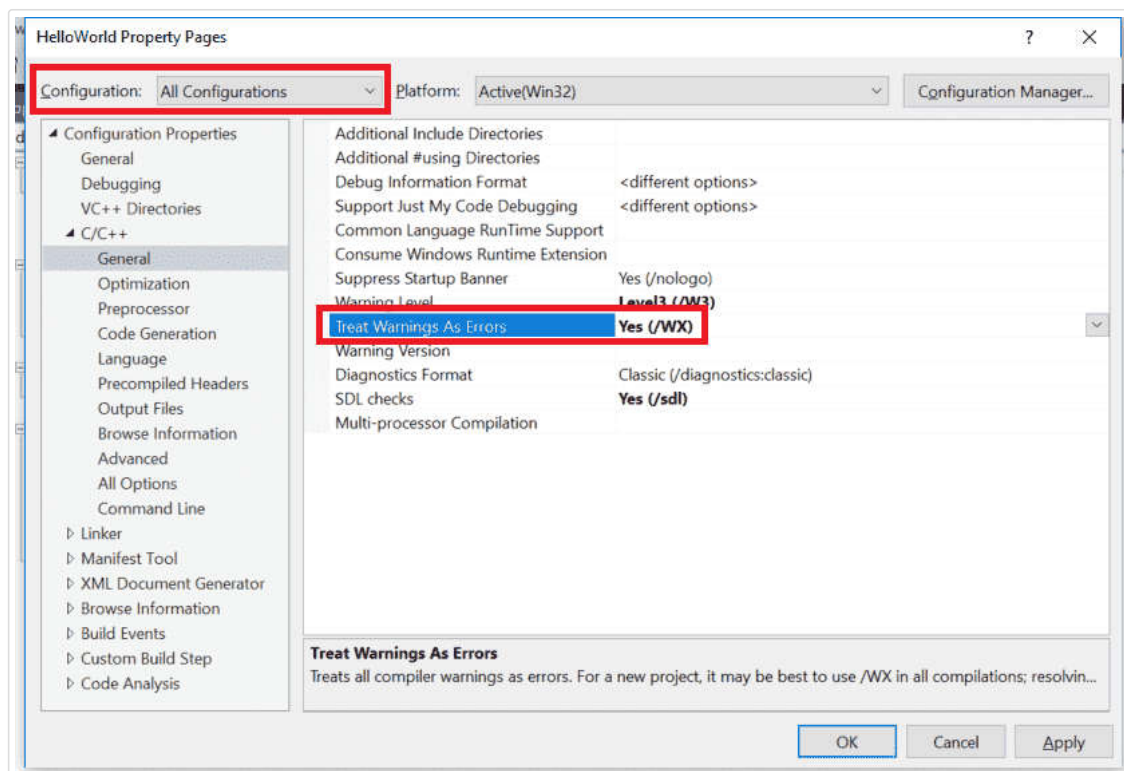 HelloWorld Property Pages
? ×
Configuration: All Configurations Platform: Active(Win32) Configuration Manager...
Configuration Properties
General
Debugging
VC++ Directories
C/C++
General
Optimization
Preprocessor
Code Generation
Language
Precompiled Headers
Output Files
Browse Information
Advanced
All Options
Command Line
Linker
Manifest Tool
XML Document Generator
Browse Information
Build Events
Custom Build Step
Code Analysis
Additional Include Directories
Additional #using Directories
Debug Information Format <different options>
Support Just My Code Debugging <different options>
Common Language RunTime Support
Consume Windows Runtime Extension
Suppress Startup Banner Yes (/nologo)
Warning Level Level3 (/W3)
Treat Warnings As Errors Yes (/WX)
Warning Version
Diagnostics Format Classic (/diagnostics:classic)
SDL checks Yes (/sdl)
Multi-processor Compilation
Treat Warnings As Errors
Treats all compiler warnings as errors. For a new project, it may be best to use /WX in all compilations; resolvin...
OK Cancel Apply